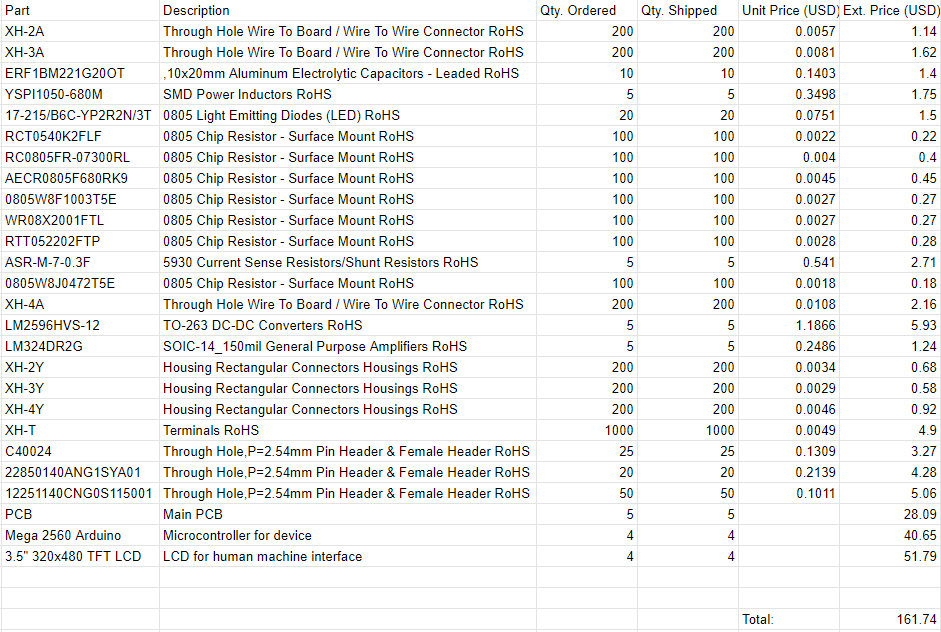 Part Description Qty. Ordered Qty. Shipped Unit Price (USD) Ext. Price (USD)
XH-2A Through Hole Wire To Board / Wire To Wire Connector RoHS 200 200 0.0057 1.14
XH-3A Through Hole Wire To Board / Wire To Wire Connector RoHS 200 200 0.0081 1.62
ERF1BM221G20OT ,10x20mm Aluminum Electrolytic Capacitors - Leaded RoHS 10 10 0.1403 1.4
YSPI1050-680M SMD Power Inductors RoHS 5 5 0.3498 1.75
17-215/B6C-YP2R2N/3T 0805 Light Emitting Diodes (LED) RoHS 20 20 0.0751 1.5
RCT0540K2FLF 0805 Chip Resistor - Surface Mount RoHS 100 100 0.0022 0.22
RC0805FR-07300RL 0805 Chip Resistor - Surface Mount RoHS 100 100 0.004 0.4
AECR0805F680RK9 0805 Chip Resistor - Surface Mount RoHS 100 100 0.0045 0.45
0805W8F1003T5E 0805 Chip Resistor - Surface Mount RoHS 100 100 0.0027 0.27
WR08X2001FTL 0805 Chip Resistor - Surface Mount RoHS 100 100 0.0027 0.27
RTT052202FTP 0805 Chip Resistor - Surface Mount RoHS 100 100 0.0028 0.28
ASR-M-7-0.3F 5930 Current Sense Resistors/Shunt Resistors RoHS 5 5 0.541 2.71
0805W8J0472T5E 0805 Chip Resistor - Surface Mount RoHS 100 100 0.0018 0.18
XH-4A Through Hole Wire To Board / Wire To Wire Connector RoHS 200 200 0.0108 2.16
LM2596HVS-12 TO-263 DC-DC Converters RoHS 5 5 1.1866 5.93
LM324DR2G SOIC-14_150mil General Purpose Amplifiers RoHS 5 5 0.2486 1.24
XH-2Y Housing Rectangular Connectors Housings RoHS 200 200 0.0034 0.68
XH-3Y Housing Rectangular Connectors Housings RoHS 200 200 0.0029 0.58
XH-4Y Housing Rectangular Connectors Housings RoHS 200 200 0.0046 0.92
XH-T Terminals RoHS 1000 1000 0.0049 4.9
C40024 Through Hole,P=2.54mm Pin Header & Female Header RoHS 25 25 0.1309 3.27
22850140ANG1SYA01 Through Hole,P=2.54mm Pin Header & Female Header RoHS 20 20 0.2139 4.28
12251140CNG0S115001 Through Hole,P=2.54mm Pin Header & Female Header RoHS 50 50 0.1011 5.06
PCB Main PCB 5 5 28.09
Mega 2560 Arduino Microcontroller for device 4 4 40.65
3.5" 320x480 TFT LCD LCD for human machine interface 4 4 51.79
Total: 161.74